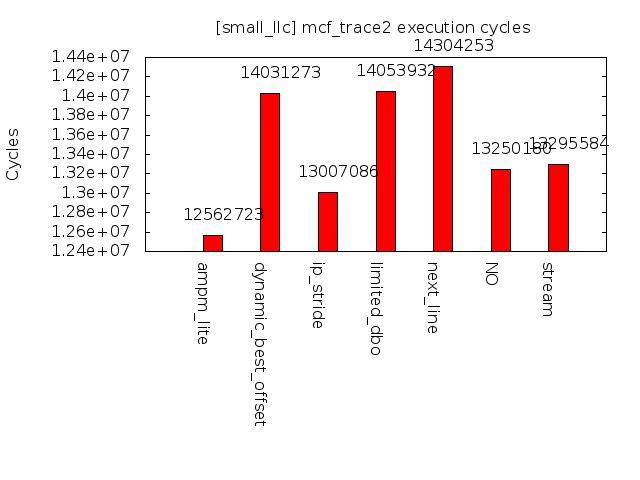 [small_llc] mcf_trace2 execution cycles
Cycles
1.44e+07
1.42e+07
1.4e+07
1.38e+07
1.36e+07
1.34e+07
1.32e+07
1.3e+07
1.28e+07
1.26e+07
1.24e+07
12562723
14031273
13007086
14053932
14304253
13250180
13295584
ampm_lite
dynamic_best_offset
ip_stride
limited_dbo
next_line
NO
stream